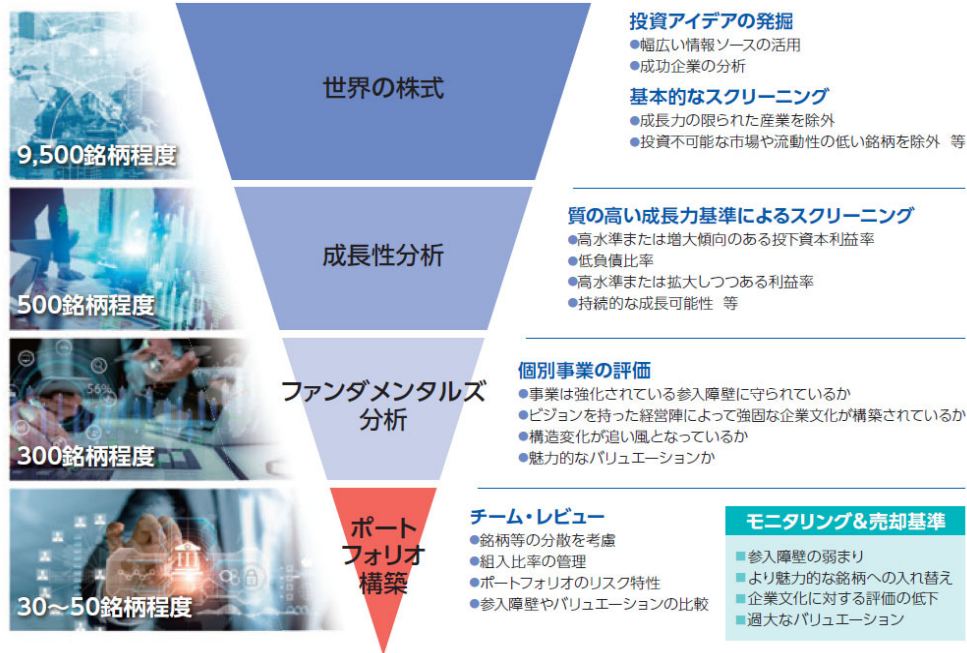 世界の株式
9,500銘柄程度
投資アイデアの発掘
●幅広い情報ソースの活用
●成功企業の分析
基本的なスクリーニング
●成長力の限られた産業を除外
●投資不可能な市場や流動性の低い銘柄を除外 等
成長性分析
500銘柄程度
質の高い成長力基準によるスクリーニング
●高水準または増大傾向のある投下資本利益率
●低負債比率
●高水準または拡大しつつある利益率
●持続的な成長可能性 等
ファンダメンタルズ
分析
56%
300銘柄程度
個別事業の評価
●事業は強化されている参入障壁に守られているか
●ビジョンを持った経営陣によって強固な企業文化が構築されているか
●構造変化が追い風となっているか
●魅力的なバリュエーションか
ポート
フォリオ
構築
30～50銘柄程度
チーム・レビュー
●銘柄等の分散を考慮
●組入比率の管理
●ポートフォリオのリスク特性
●参入障壁やバリュエーションの比較
モニタリング&売却基準
■参入障壁の弱まり
■より魅力的な銘柄への入れ替え
■企業文化に対する評価の低下
■過大なバリュエーション